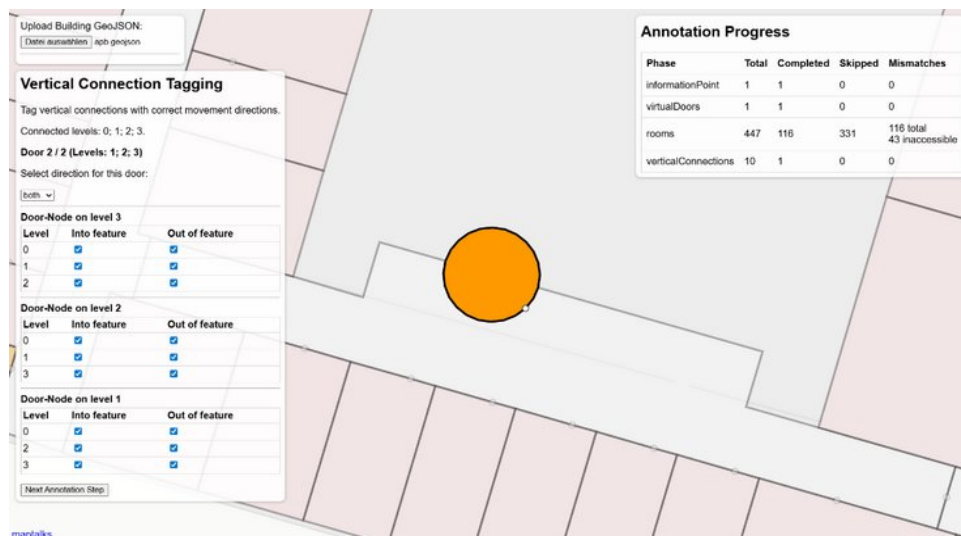 Upload Building GeoJSON:
Datei auswählen apb geojson
Vertical Connection Tagging
Tag vertical connections with correct movement directions.
Connected levels: 0; 1; 2; 3.
Door 2 / 2 (Levels: 1; 2; 3)
Select direction for this door:
both
Door-Node on level 3
Level Into feature Out of feature
0
1
2
Door-Node on level 2
Level Into feature Out of feature
0
1
3
Door-Node on level 1
Level Into feature Out of feature
0
2
3
Next Annotation Step
maptalks
Annotation Progress
Phase Total Completed Skipped Mismatches
informationPoint 1 1 0 0
virtualDoors 1 1 0 0
rooms 447 116 331 116 total
43 inaccessible
verticalConnections 10 1 0 0